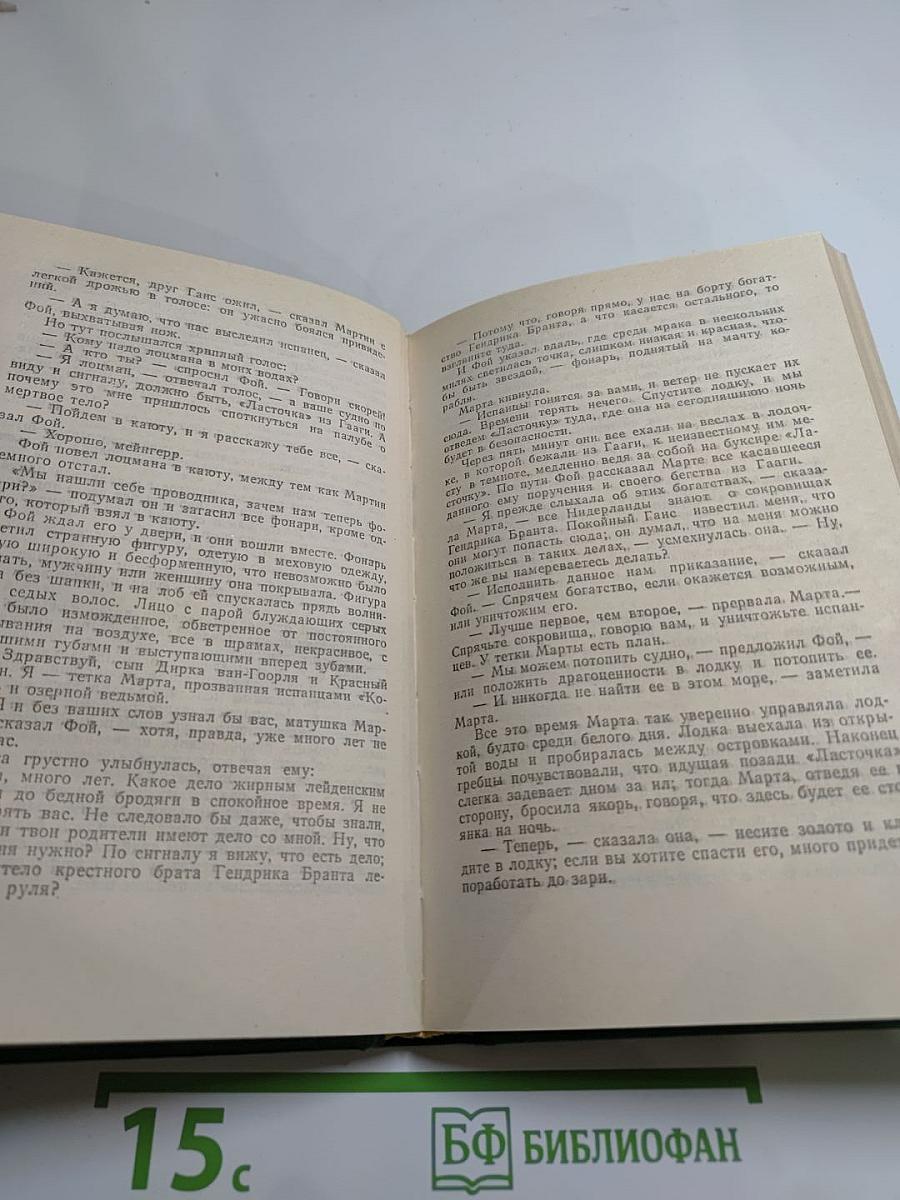 — Кажется, друг Ганс ожил, — сказал Мартин с
легкой дрожью в голосе: он ужасно боялся привиде-
ний.
— А я думаю, что нас выследил испанец, — сказал
Фой, выхватывая нож.
Но тут послышался хриплый голос:
— Кому надо лоцмана в моих водах?
— А кто ты? — спросил Фой. — Говори скорей!
— Я лоцман, — отвечал голос, — а ваше судно по
виду и сигналу, должно быть, «Ласточка» из Гааги. А
почему это мне пришлось споткнуться на палубе о
мертвое тело?
— Пойдем в каюту, и я расскажу тебе все, — ска-
зал Фой.
— Хорошо, мейнгерр.
Фой повел лоцмана в каюту, между тем как Мартин
емного отстал.
«Мы нашли себе проводника, зачем нам теперь фо-
ари?» — подумал он и загасил все фонари, кроме од-
го, который взял в каюту.
Фой ждал его у двери, и они вошли вместе. Фонарь
етил странную фигуру, одетую в меховую одежду,
ую широкую и бесформенную, что невозможно было
ать, мужчину или женщину она покрывала. Фигура
а без шапки, и на лоб ей спускалась прядь волни-
седых волос. Лицо с парой блуждающих серых
было изможденное, обветренное от постоянного
ывания на воздухе, все в шрамах, некрасивое, с
шими губами и выступающими вперед зубами.
Здравствуй, сын Дирка ван-Гоорля и Красный
н. Я — тетка Марта, прозванная испанцами «Ко-
и озерной ведьмой.
Я и без ваших слов узнал бы вас, матушка Мар-
сказал Фой, — хотя, правда, уже много лет не
ас.
а грустно улыбнулась, отвечая ему:
, много лет. Какое дело жирным лейденским
и до бедной бродяги в спокойное время. Я не
ять вас. Не следовало бы даже, чтобы знали,
и твои родители имеют дело со мной. Ну, что
ня нужно? По сигналу я вижу, что есть дело;
тело крестного брата Гендрика Бранта ле-
руля?
— Потому что, говоря прямо, у нас на борту богат-
ство Гендрика Бранта, а что касается остального, то
взгляните туда.
И Фой указал вдаль, где среди мрака в нескольких
милях светилась точка, слишком низкая и красная, что-
бы быть звездой, — фонарь, поднятый на мачту ко-
рабля.
Марта кивнула.
— Испанцы гонятся за вами, и ветер не пускает их
сюда. Времени терять нечего. Спустите лодку, и мы
отведем «Ласточку» туда, где она на сегодняшнюю ночь
будет в безопасности.
Через пять минут они все ехали на веслах в лодоч-
ке, в которой бежали из Гааги, к неизвестному им ме-
сту в темноте, медленно ведя за собой на буксире «Ла-
сточку». По пути Фой рассказал Марте все касавшееся
данного ему поручения и своего бегства из Гааги.
— Я прежде слыхала об этих богатствах, — сказа-
ла Марта, — все Нидерланды знают о сокровищах
Гендрика Бранта. Покойный Ганс известил меня, что
они могут попасть сюда; он думал, что на меня можно
положиться в таких делах, — усмехнулась она. — Ну,
что же вы намереваетесь делать?
— Исполнить данное нам приказание, — сказал
Фой. — Спрячем богатство, если окажется возможным,
или уничтожим его.
— Лучше первое, чем второе, — прервала Марта.—
Спрячьте сокровища, говорю вам, и уничтожьте испан-
цев. У тетки Марты есть план.
— Мы можем потопить судно, — предложил Фой, —
или положить драгоценности в лодку и потопить ее.
— И никогда не найти ее в этом море, — заметила
Марта.
Все это время Марта так уверенно управляла лод-
кой, будто среди белого дня. Лодка выехала из откры-
той воды и пробиралась между островками. Наконец
гребцы почувствовали, что идущая позади «Ласточка»
слегка задевает дном за ил; тогда Марта, отведя ее в
сторону, бросила якорь, говоря, что здесь будет ее сто
янка на ночь.
— Теперь, — сказала она, — несите золото и кл
дите в лодку; если вы хотите спасти его, много придет
поработать до зари.
15 с
БФ БИБЛИОФАН